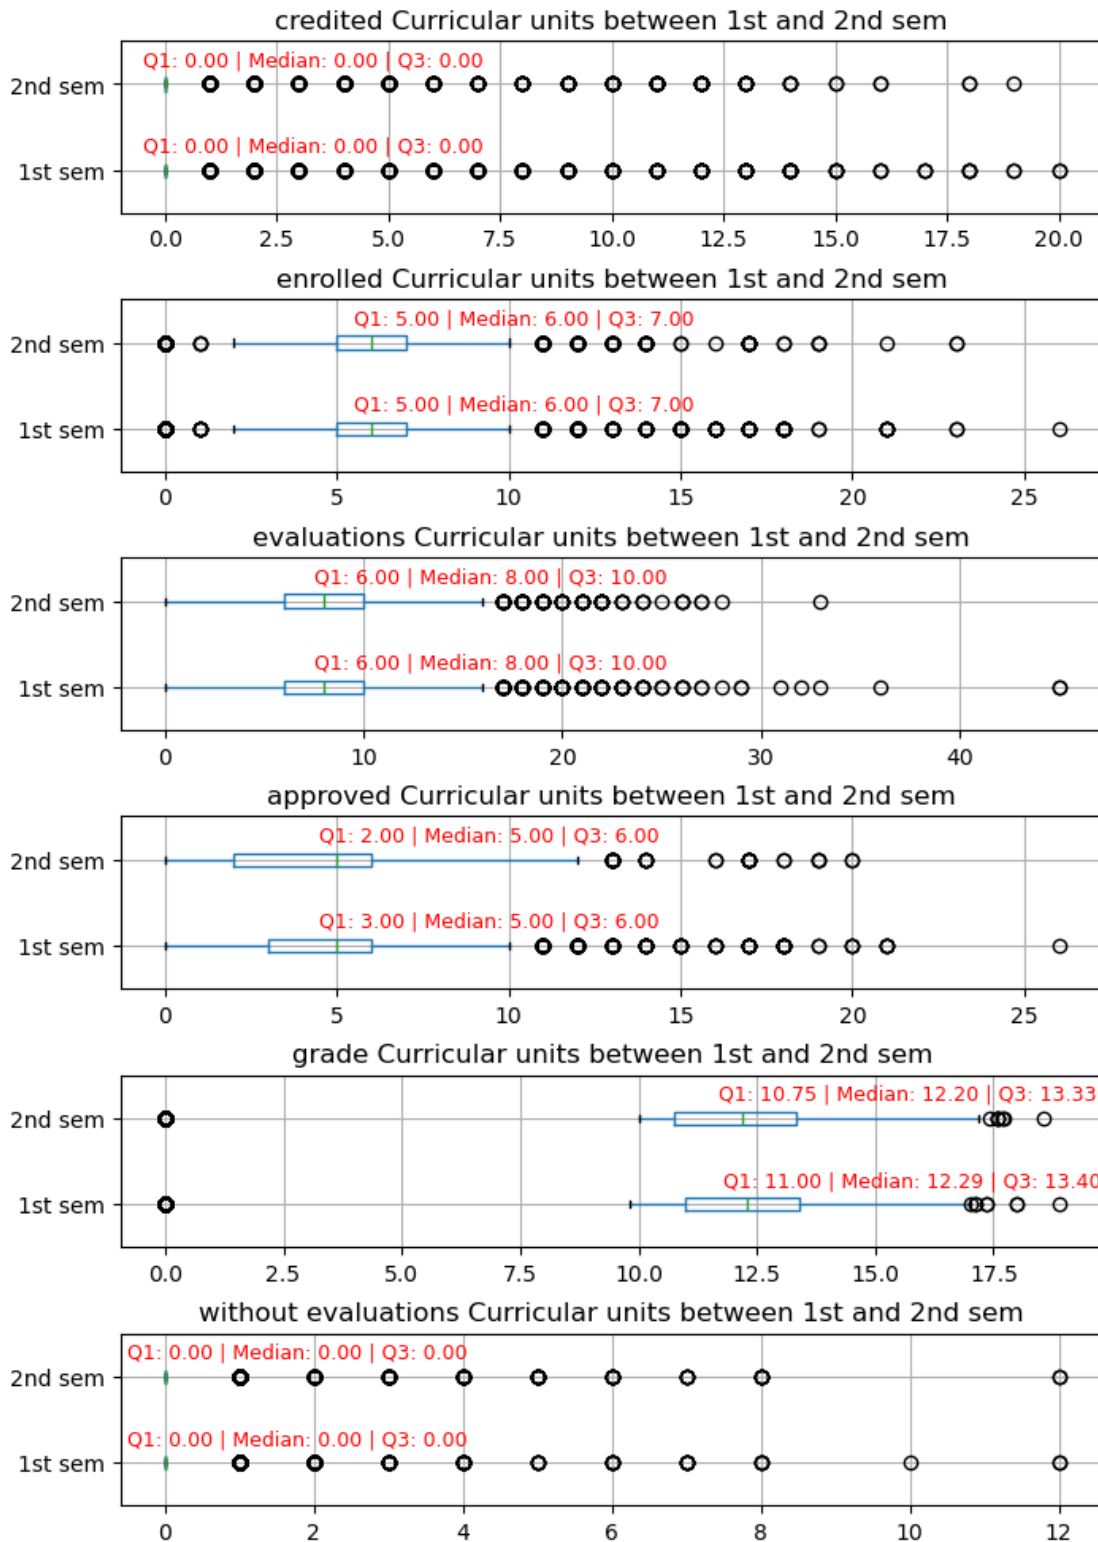 credited Curricular units between 1st and 2nd sem
Q1: 0.00 | Median: 0.00 | Q3: 0.00
2nd sem
Q1: 0.00 | Median: 0.00 | Q3: 0.00
1st sem
0.0 2.5 5.0 7.5 10.0 12.5 15.0 17.5 20.0
enrolled Curricular units between 1st and 2nd sem
Q1: 5.00 | Median: 6.00 | Q3: 7.00
2nd sem
Q1: 5.00 | Median: 6.00 | Q3: 7.00
1st sem
0 5 10 15 20 25
evaluations Curricular units between 1st and 2nd sem
Q1: 6.00 | Median: 8.00 | Q3: 10.00
2nd sem
Q1: 6.00 | Median: 8.00 | Q3: 10.00
1st sem
0 10 20 30 40
approved Curricular units between 1st and 2nd sem
Q1: 2.00 | Median: 5.00 | Q3: 6.00
2nd sem
Q1: 3.00 | Median: 5.00 | Q3: 6.00
1st sem
0 5 10 15 20 25
grade Curricular units between 1st and 2nd sem
Q1: 10.75 | Median: 12.20 | Q3: 13.33
2nd sem
Q1: 11.00 | Median: 12.29 | Q3: 13.40
1st sem
0.0 2.5 5.0 7.5 10.0 12.5 15.0 17.5
without evaluations Curricular units between 1st and 2nd sem
Q1: 0.00 | Median: 0.00 | Q3: 0.00
2nd sem
Q1: 0.00 | Median: 0.00 | Q3: 0.00
1st sem
0 2 4 6 8 10 12